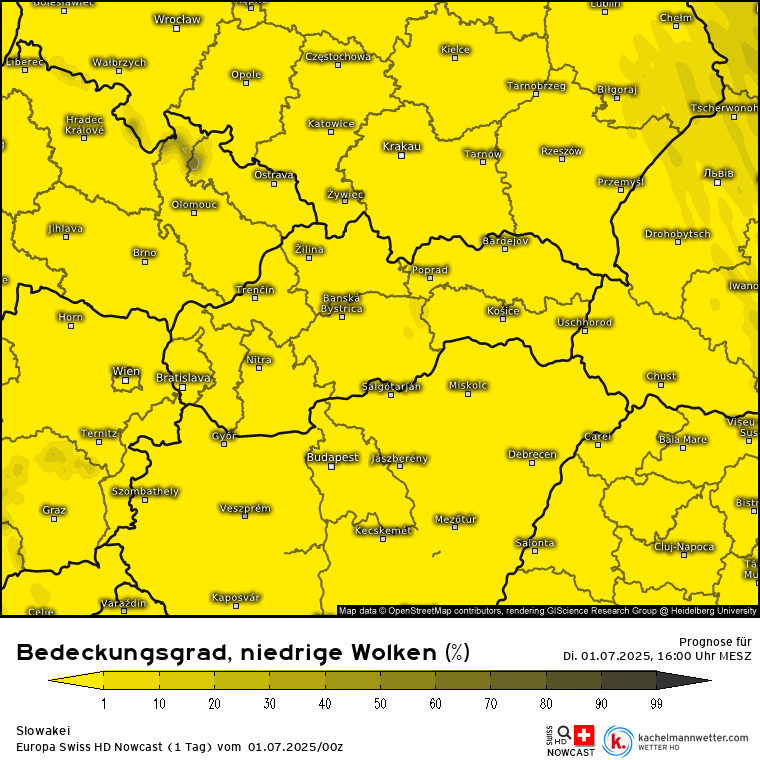 Bolesławiec
Wrocław
Lublin
Chełm
Liberec
Wałbrzych
Opole
Częstochowa
Kielce
Tarnobrzeg
Biłgoraj
Tscherwonoh
Hradec
Králové
Katowice
Krakau
Tarnów
Rzeszów
Przemyśl
Львів
Ostrava
Żywiec
Olomouc
Jihlava
Brno
Žilina
Bardejov
Drohobytsch
Poprad
Trenčín
Banská
Bystrica
Iwano
Horn
Košice
Uschhorod
Wien
Bratislava
Nitra
Salgótarján
Miskolc
Chust
Ternitz
Győr
Budapest
Jászberény
Debrecen
Carei
Baia Mare
Vișeu
Sus
Szombathely
Graz
Veszprém
Kecskemét
Mezőtúr
Salonta
Cluj-Napoca
Bistr
Tâ
Mu
Celje
Varaždin
Kaposvár
Map data © OpenStreetMap contributors, rendering GIScience Research Group @ Heidelberg University
Bedeckungsgrad, niedrige Wolken (%)
Prognose für
Di. 01.07.2025, 16:00 Uhr MESZ
1 10 20 30 40 50 60 70 80 90 99
Slowakei
Europa Swiss HD Nowcast (1 Tag) vom 01.07.2025/00z
SWISS
HD
NOWCAST
k.
kachelmannwetter.com
WETTER HD